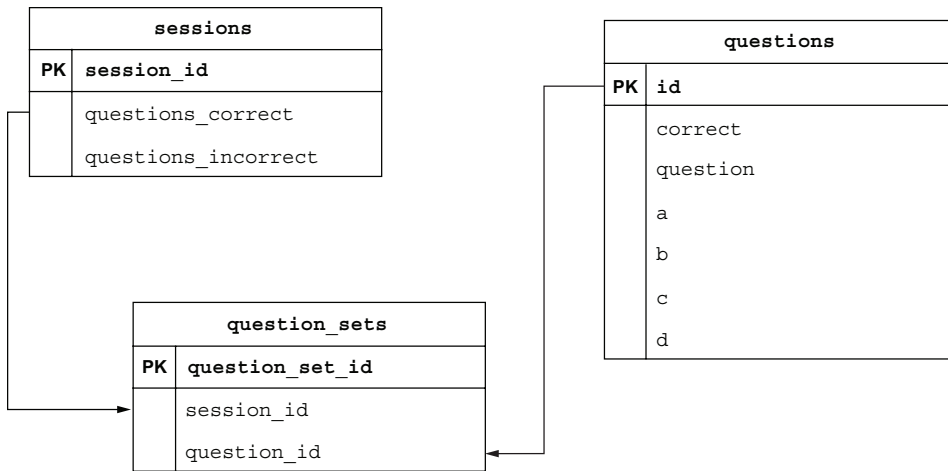 sessions
PK session_id
questions_correct
questions_incorrect
questions
PK id
correct
question
a
b
c
d
question_sets
PK question_set_id
session_id
question_id